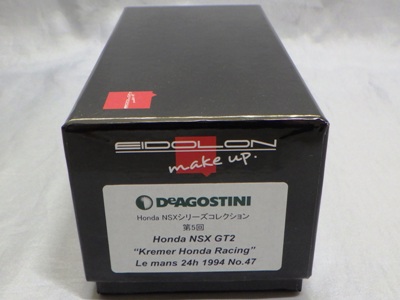 EIDOLON
make up.
DeAGOSTINI
Honda NSXシリーズコレクション
第5回
Honda NSX GT2
"Kremer Honda Racing"
Le mans 24h 1994 No.47